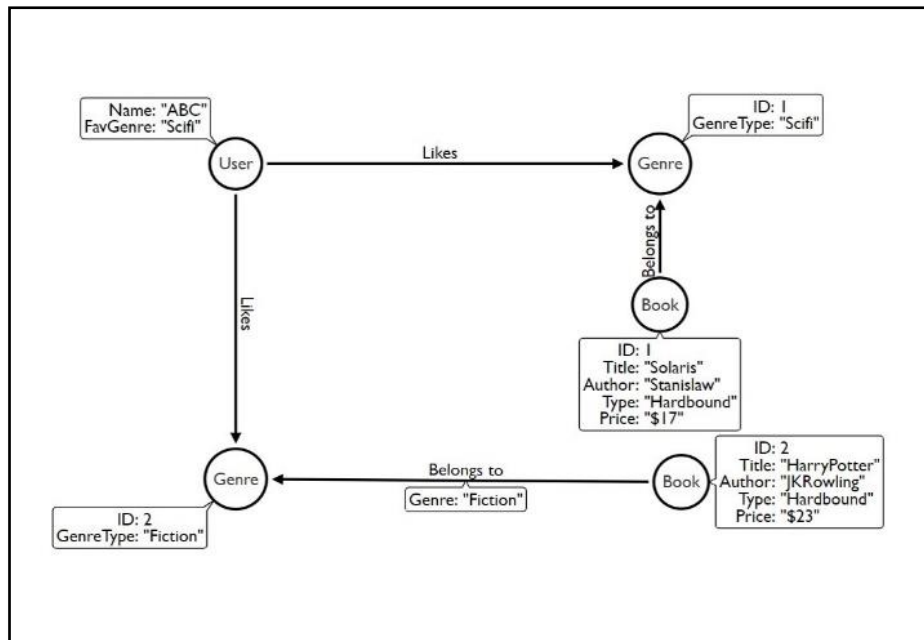 Name: "ABC"
FavGenre: "Scifi"
User
Likes
ID: 1
GenreType: "Scifi"
Genre
Belongs to
Book
ID: 1
Title: "Solaris"
Author: "Stanislaw"
Type: "Hardbound"
Price: "$17"
Likes
Genre
ID: 2
GenreType: "Fiction"
Belongs to
Genre: "Fiction"
Book
ID: 2
Title: "HarryPotter"
Author: "JKRowling"
Type: "Hardbound"
Price: "$23"